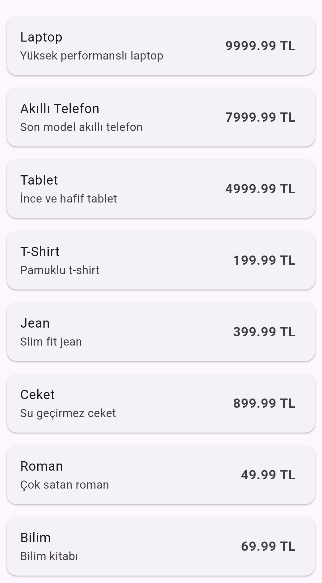 Laptop
Yüksek performanslı laptop
9999.99 TL
Akıllı Telefon
Son model akıllı telefon
7999.99 TL
Tablet
İnce ve hafif tablet
4999.99 TL
T-Shirt
Pamuklu t-shirt
199.99 TL
Jean
Slim fit jean
399.99 TL
Ceket
Su geçirmez ceket
899.99 TL
Roman
Çok satan roman
49.99 TL
Bilim
Bilim kitabı
69.99 TL